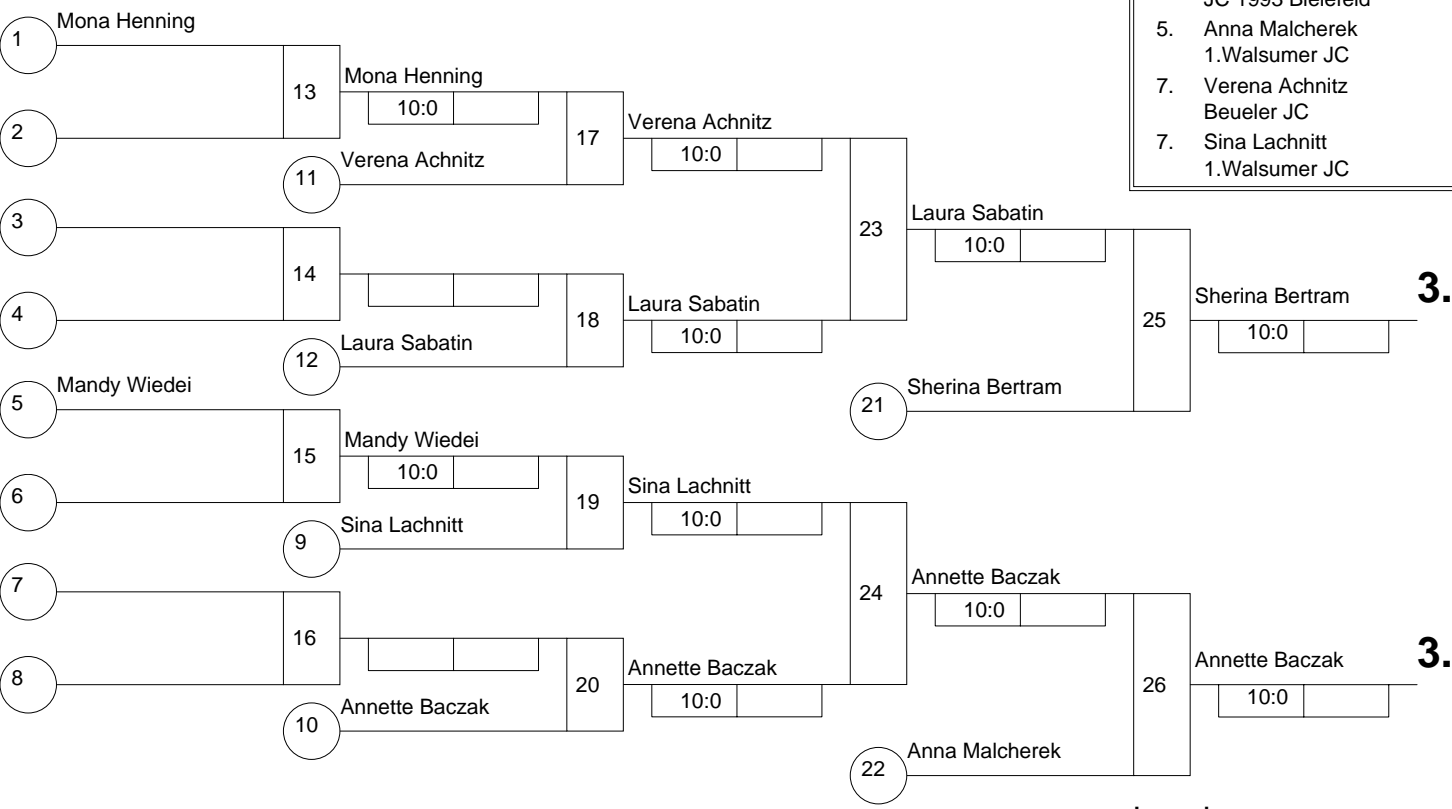 JC 1993 Bielefeld
5. Anna Malcherek
1.Walsumer JC
7. Verena Achnitz
Beueler JC
7. Sina Lachnitt
1.Walsumer JC
1 Mona Henning
13
Mona Henning
10:0
2
17
Verena Achnitz
10:0
11 Verena Achnitz
3
23
Laura Sabatin
10:0
14
4
18
Laura Sabatin
10:0
12 Laura Sabatin
25
Sherina Bertram 3.
10:0
5 Mandy Wiedei
21 Sherina Bertram
15
Mandy Wiedei
10:0
6
19
Sina Lachnitt
10:0
9 Sina Lachnitt
7
24
Annette Baczak
10:0
16
8
20
Annette Baczak
10:0
10 Annette Baczak
26
Annette Baczak 3.
10:0
22 Anna Malcherek